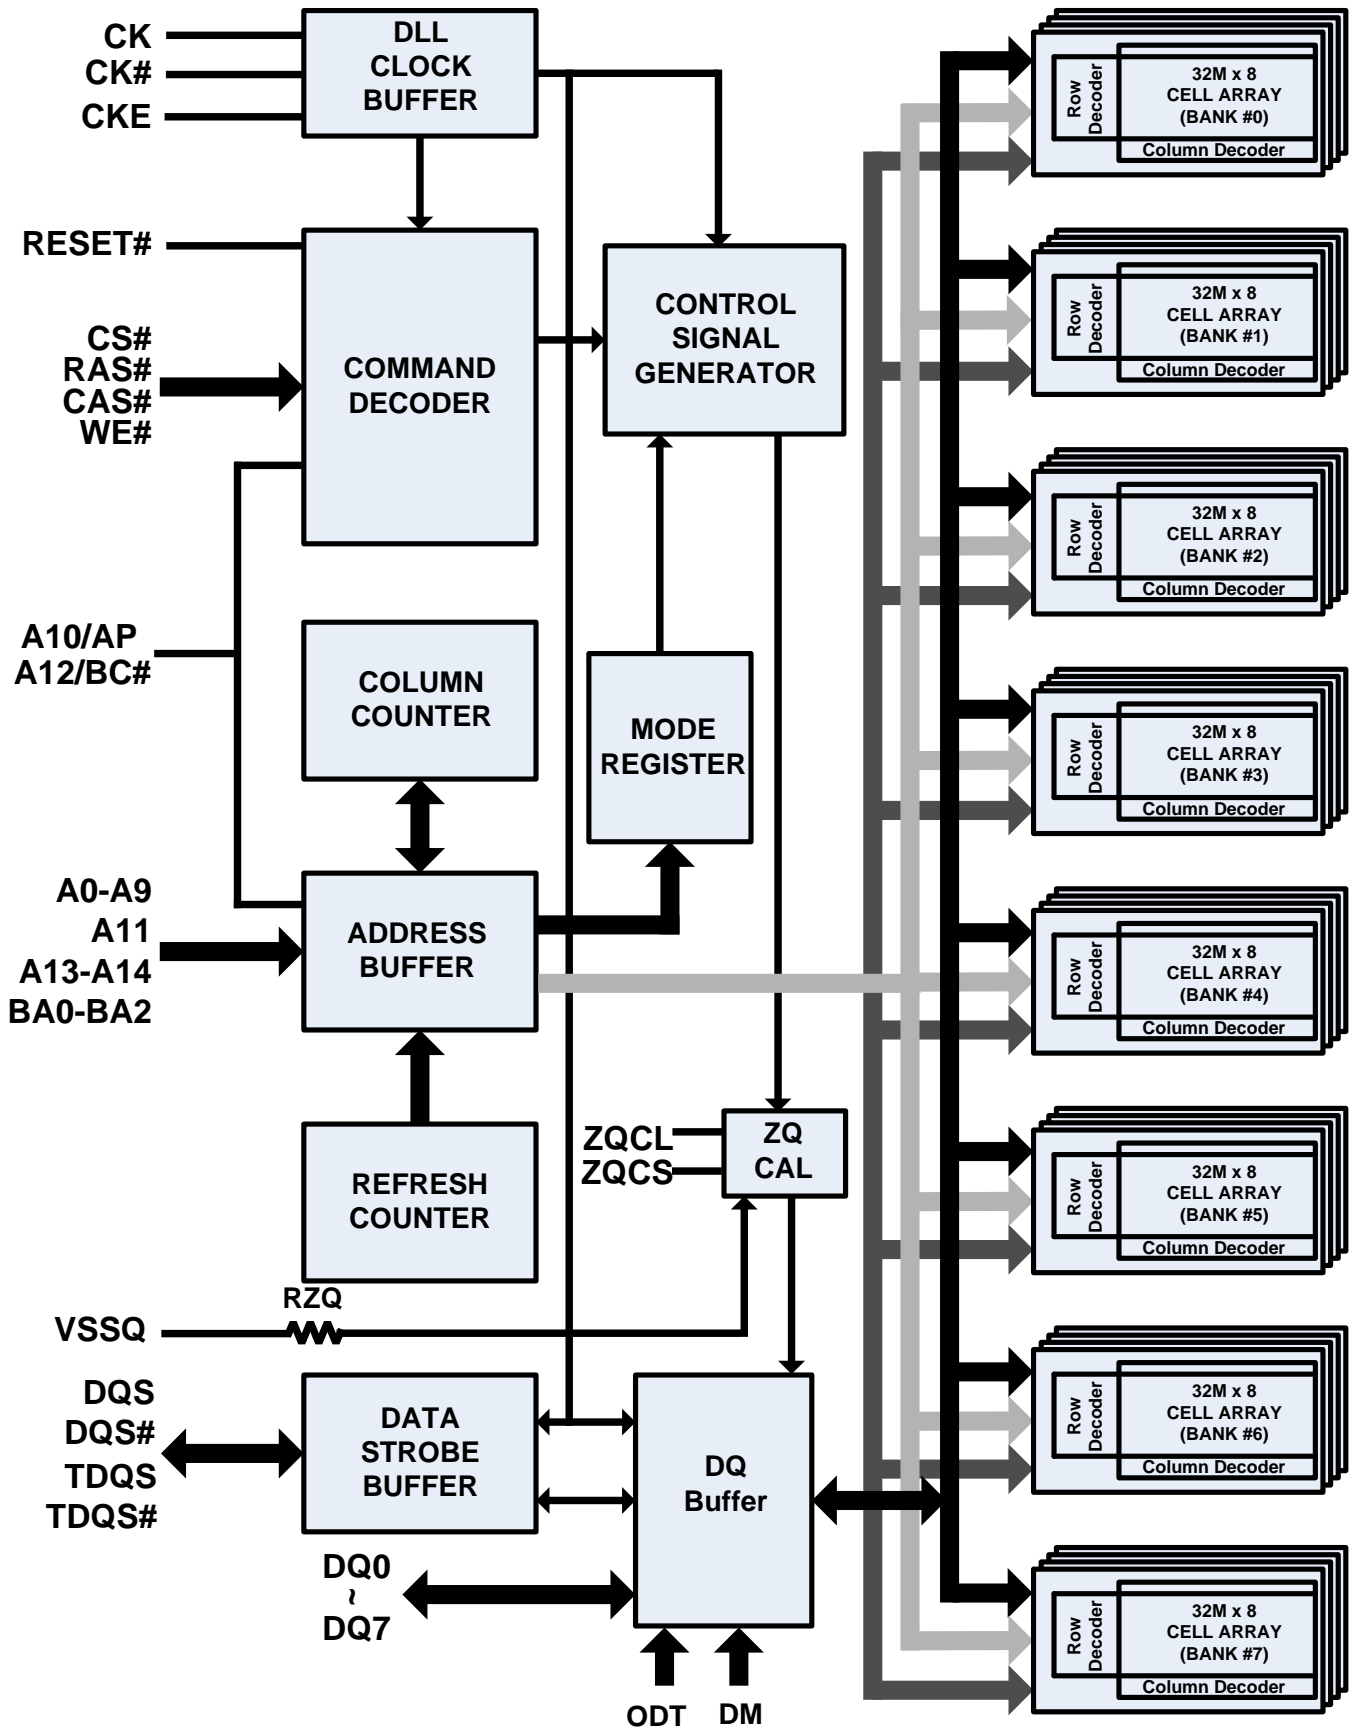 CK
CK#
CKE
DLL
CLOCK
BUFFER
RESET#
CS#
RAS#
CAS#
WE#
COMMAND
DECODER
CONTROL
SIGNAL
GENERATOR
A10/AP
A12/BC#
COLUMN
COUNTER
MODE
REGISTER
A0-A9
A11
A13-A14
BA0-BA2
ADDRESS
BUFFER
REFRESH
COUNTER
ZQCL
ZQCS
ZQ
CAL
RZQ
VSSQ
DQS
DQS#
TDQS
TDQS#
DATA
STROBE
BUFFER
DQ
Buffer
DQ0
~
DQ7
ODT
DM
Row
Decoder
32M x 8
CELL ARRAY
(BANK #0)
Column Decoder
Row
Decoder
32M x 8
CELL ARRAY
(BANK #1)
Column Decoder
Row
Decoder
32M x 8
CELL ARRAY
(BANK #2)
Column Decoder
Row
Decoder
32M x 8
CELL ARRAY
(BANK #3)
Column Decoder
Row
Decoder
32M x 8
CELL ARRAY
(BANK #4)
Column Decoder
Row
Decoder
32M x 8
CELL ARRAY
(BANK #5)
Column Decoder
Row
Decoder
32M x 8
CELL ARRAY
(BANK #6)
Column Decoder
Row
Decoder
32M x 8
CELL ARRAY
(BANK #7)
Column Decoder